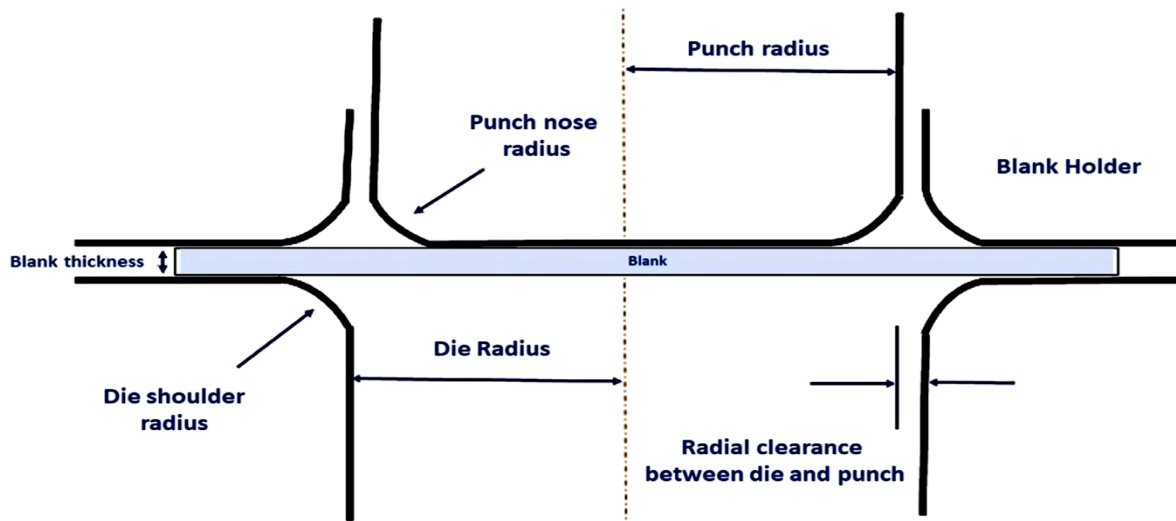 Punch radius
Punch nose
radius
Blank Holder
Blank thickness
Blank
Die Radius
Die shoulder
radius
Radial clearance
between die and punch